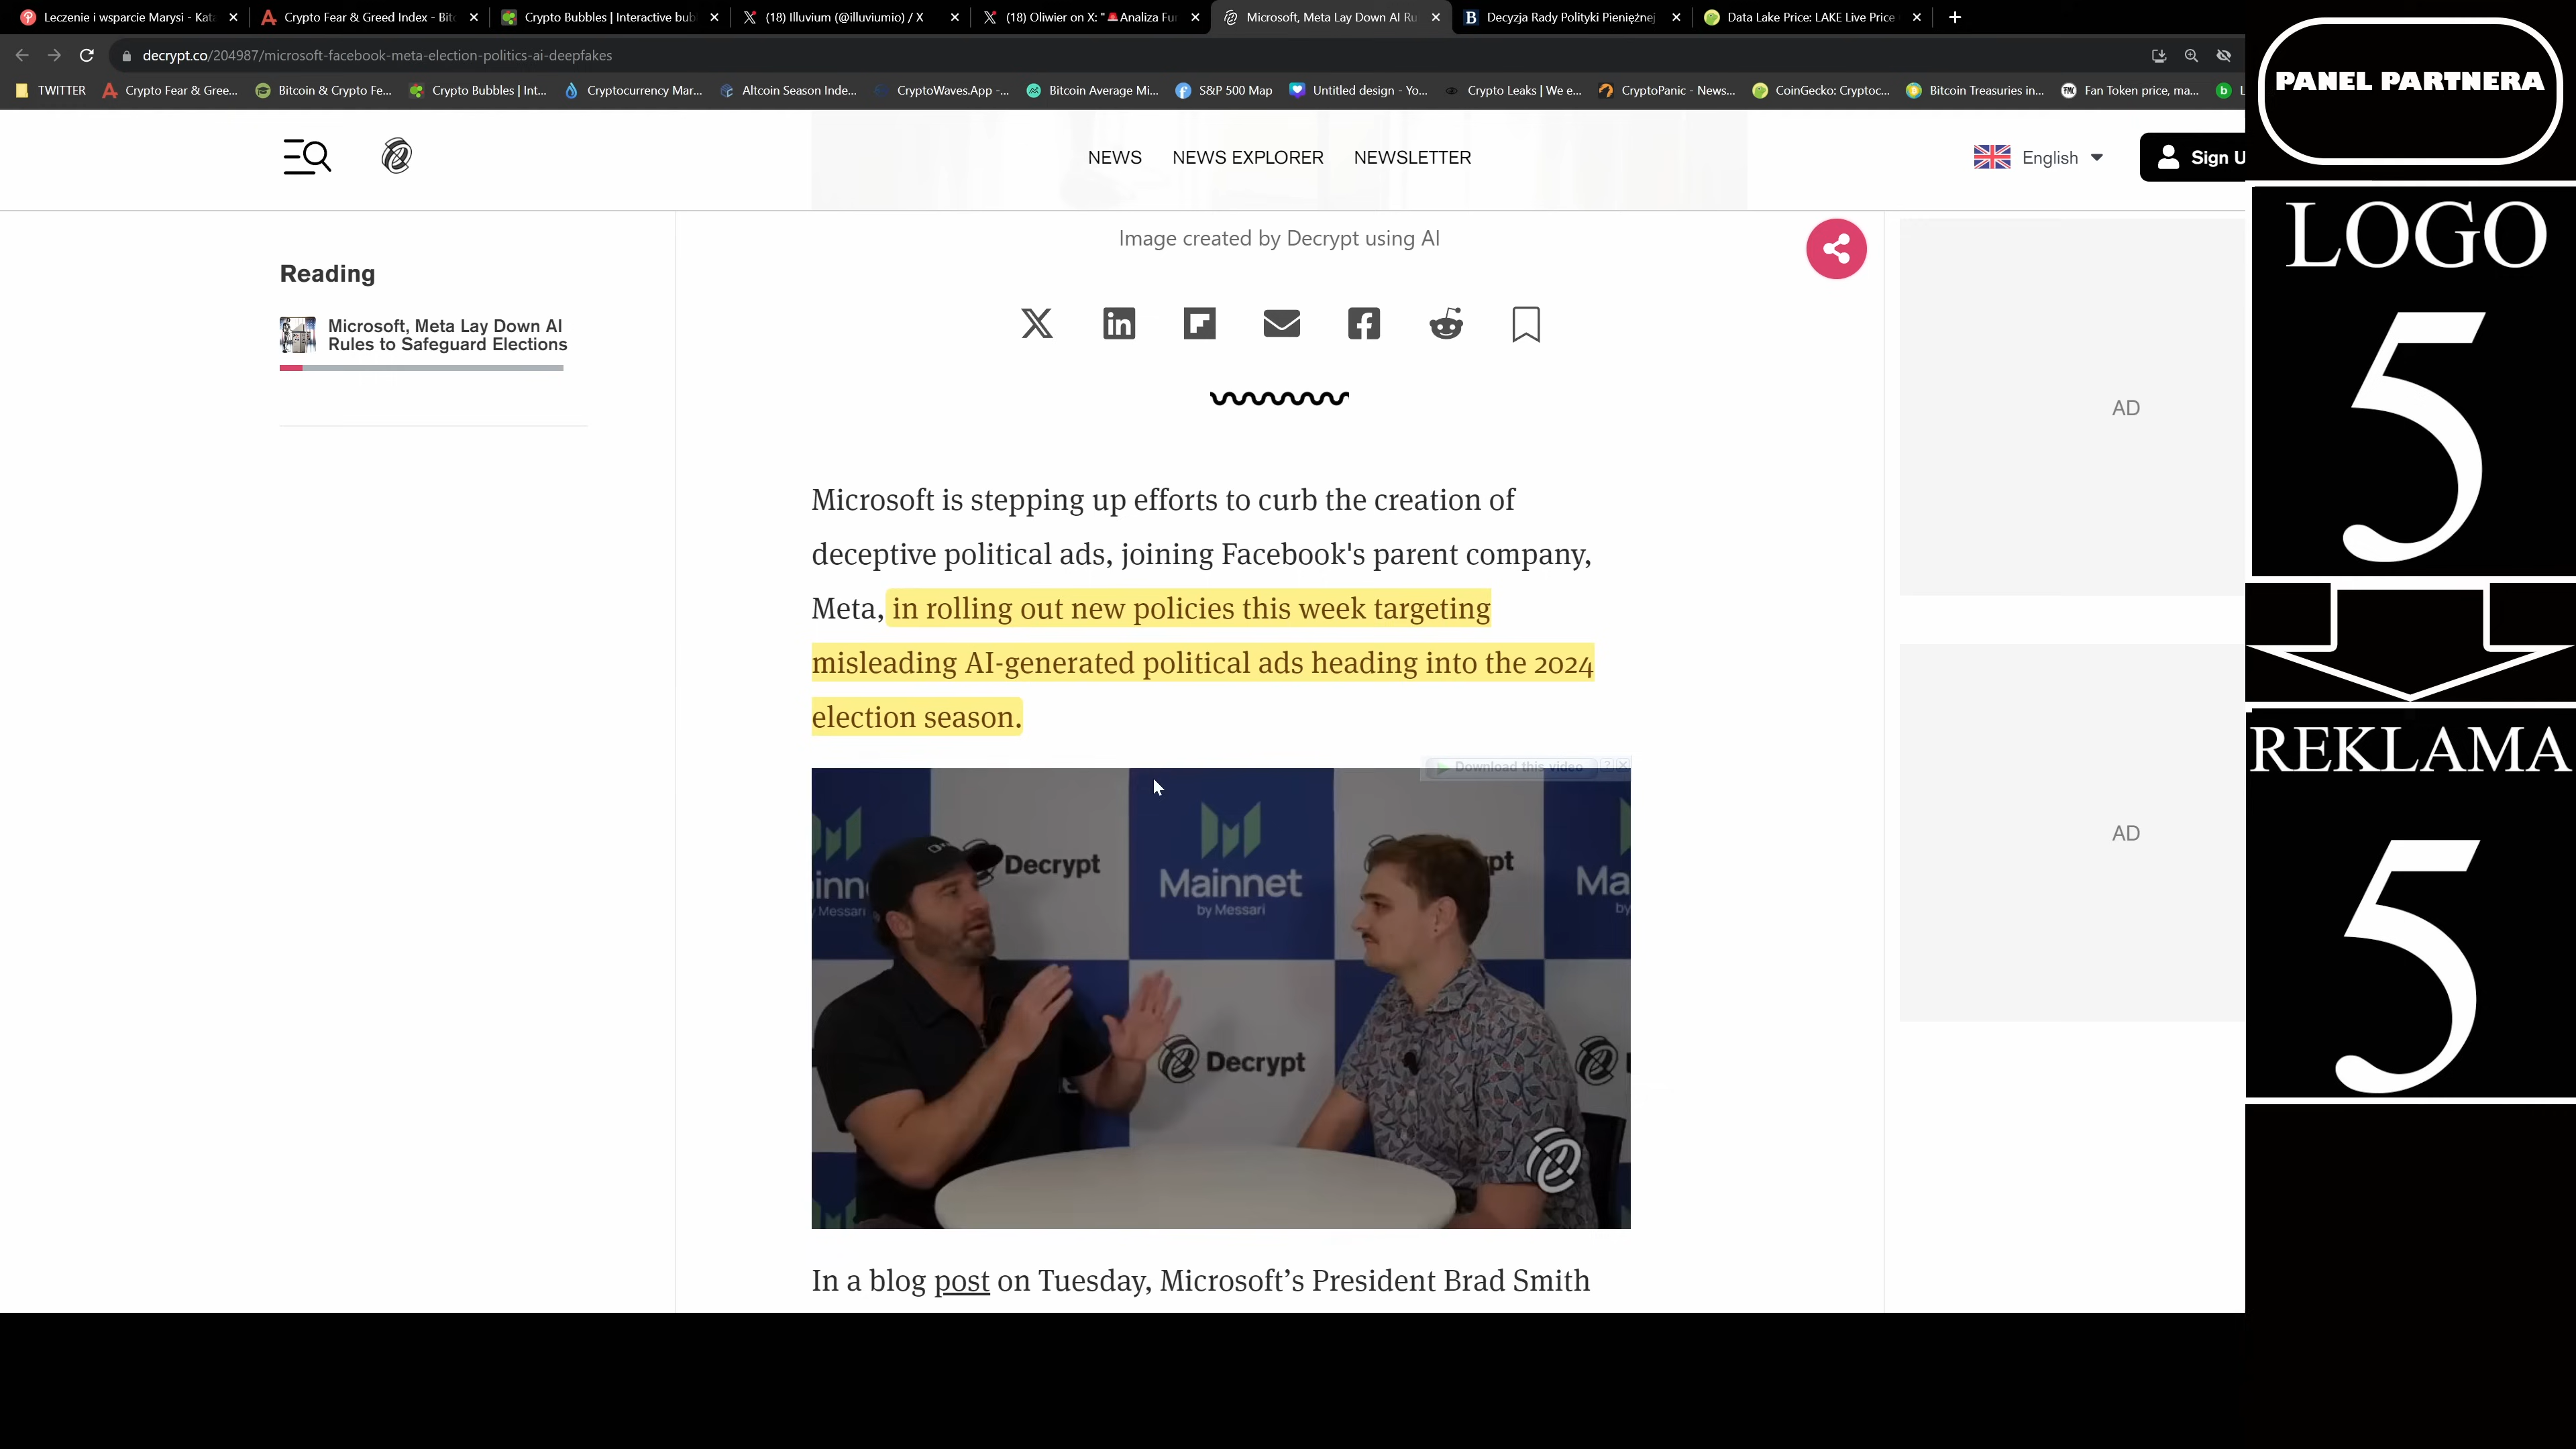 Leczenie i wsparcie Marysi - Kat
Crypto Fear & Greed Index - Bit
Crypto Bubbles | Interactive bub
(18) Illuvium (@illuviumio) / X
(18) Oliwier on X: "🚨Analiza Fu
Microsoft, Meta Lay Down AI Ru
Decyzja Rady Polityki Pieniężnej
Data Lake Price: LAKE Live Price
decrypt.co/204987/microsoft-facebook-meta-election-politics-ai-deepfakes
TWITTER
Crypto Fear & Gree...
Bitcoin & Crypto Fe...
Crypto Bubbles | Int...
Cryptocurrency Mar...
Altcoin Season Inde...
CryptoWaves.App -...
Bitcoin Average Mi...
S&P 500 Map
Untitled design - Yo...
Crypto Leaks | We e...
CryptoPanic - News...
CoinGecko: Cryptoc...
Bitcoin Treasuries in...
Fan Token price, ma...
NEWS
NEWS EXPLORER
NEWSLETTER
English
Sign U
PANEL PARTNERA
LOGO
5
REKLAMA
5
Image created by Decrypt using AI
Reading
Microsoft, Meta Lay Down AI
Rules to Safeguard Elections
AD
AD
Microsoft is stepping up efforts to curb the creation of
deceptive political ads, joining Facebook's parent company,
Meta, in rolling out new policies this week targeting
misleading AI-generated political ads heading into the 2024
election season.
Download this video
Decrypt
Mainnet
by Messari
Decrypt
In a blog post on Tuesday, Microsoft’s President Brad Smith